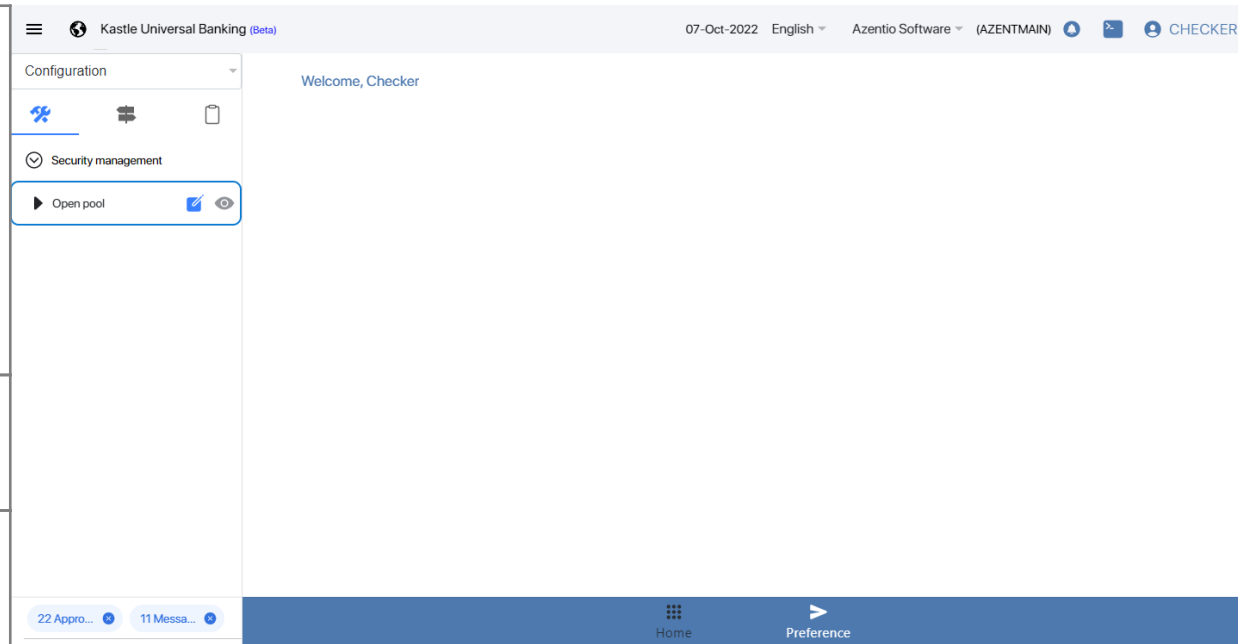 Kastle Universal Banking (Beta) 07-Oct-2022 English Azentio Software (AZENTMAIN) CHECKER
Configuration
Welcome, Checker
Security management
Open pool
22 Appro... 11 Messa...
Home Preference